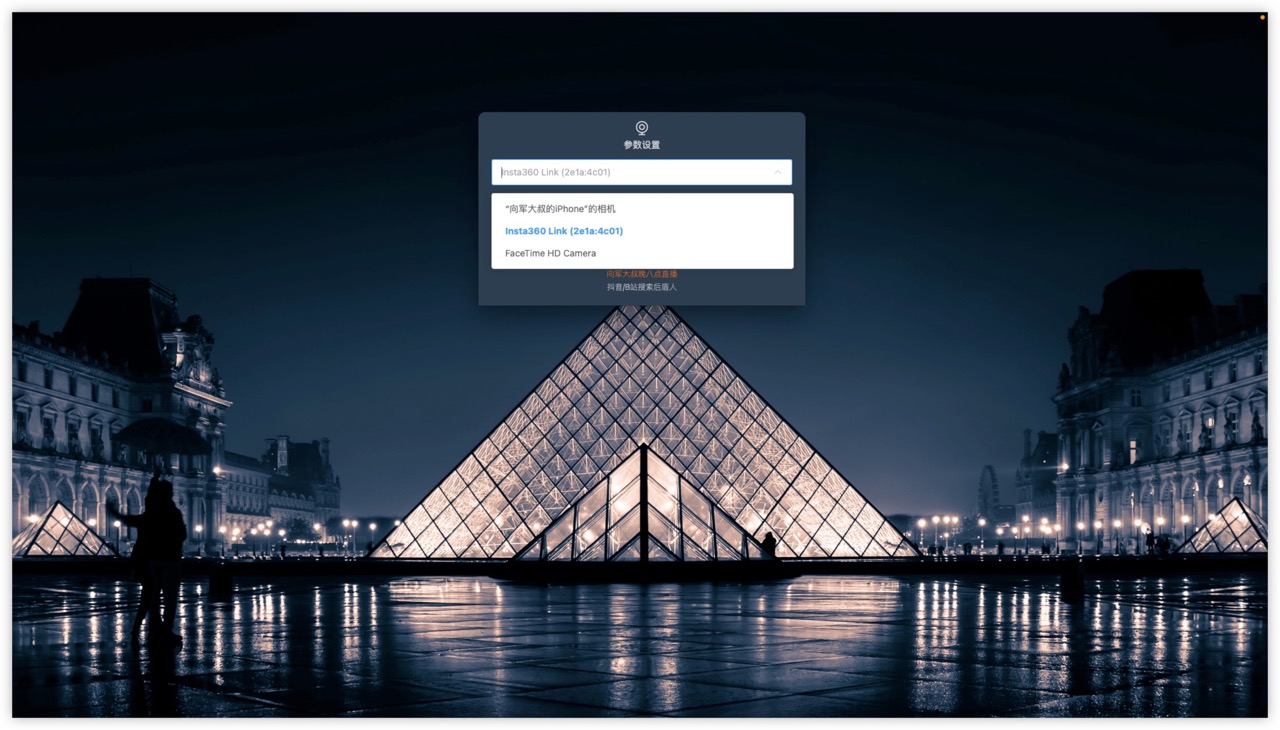 参数设置
Insta360 Link (2e1a:4c01)
“向军大叔的iPhone”的相机
Insta360 Link (2e1a:4c01)
FaceTime HD Camera
向军大叔晚八点直播
抖音/B站搜索后盾人